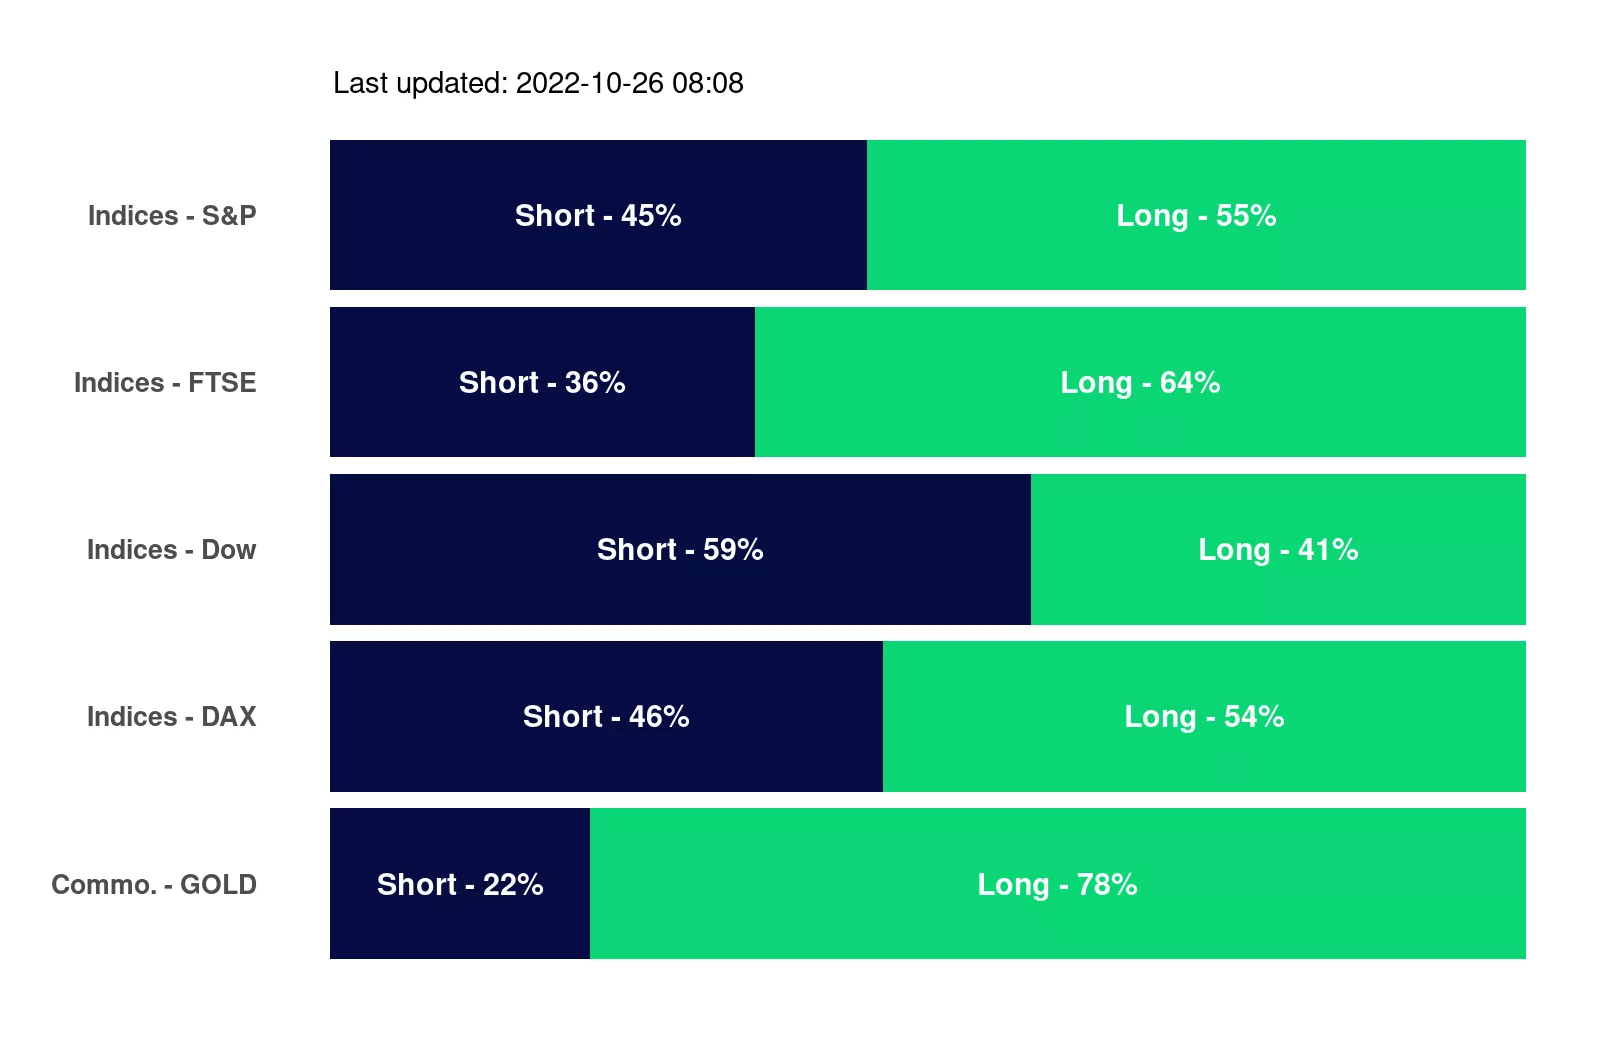 Last updated: 2022-10-26 08:08
Indices - S&P Short - 45% Long - 55%
Indices - FTSE Short - 36% Long - 64%
Indices - Dow Short - 59% Long - 41%
Indices - DAX Short - 46% Long - 54%
Commo. - GOLD Short - 22% Long - 78%